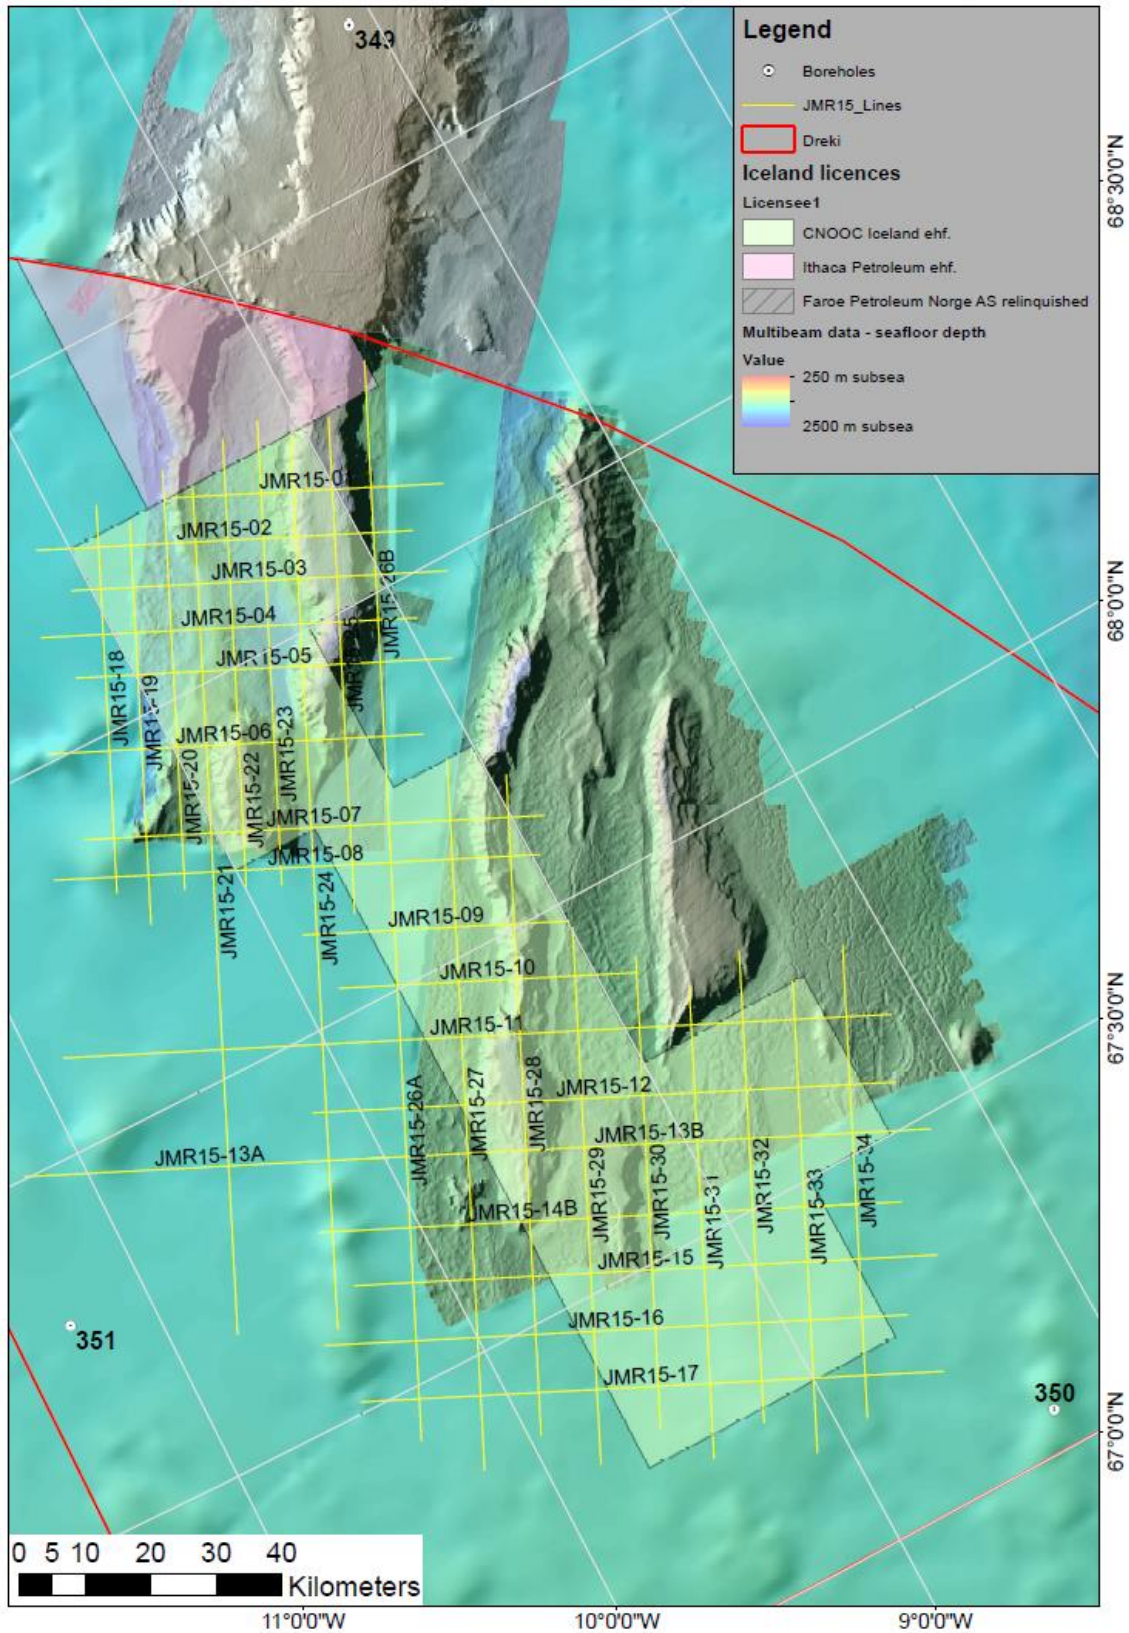 349
Legend
Boreholes
JMR15_Lines
Dreki
Iceland licences
Licensee1
CNOOC Iceland ehf.
Ithaca Petroleum ehf.
Faroe Petroleum Norge AS relinquished
Multibeam data - seafloor depth
Value
250 m subsea
2500 m subsea
68°30'0"N
68°0'0"N
67°30'0"N
67°0'0"N
JMR15-02
JMR15-03
JMR15-04
JMR15-05
JMR15-06
JMR15-07
JMR15-08
JMR15-09
JMR15-10
JMR15-11
JMR15-12
JMR15-13A
JMR15-13B
JMR15-14B
JMR15-15
JMR15-16
JMR15-17
JMR15-18
JMR15-19
JMR15-20
JMR15-21
JMR15-22
JMR15-23
JMR15-24
JMR15-26B
JMR15-26A
JMR15-27
JMR15-28
JMR15-29
JMR15-30
JMR15-31
JMR15-32
JMR15-33
JMR15-34
351
350
0 5 10 20 30 40
Kilometers
11°0'0"W
10°0'0"W
9°0'0"W